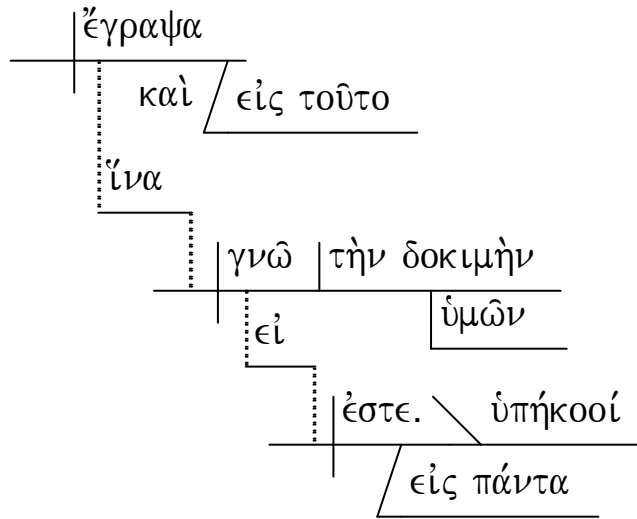 ἔγραψα
καὶ εἰς τοῦτο
ἵνα
γνῶ τὴν δοκιμὴν
ὑμῶν
εἰ
ἐστε. ὑπήκοοί
εἰς πάντα